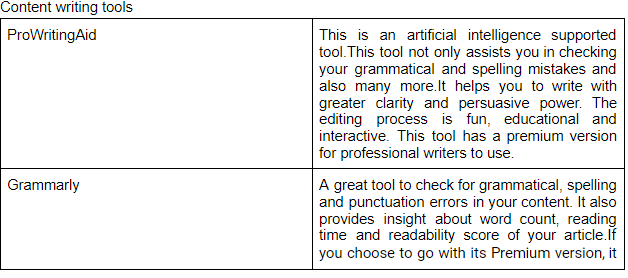 Content writing tools
ProWritingAid
This is an artificial intelligence supported
tool.This tool not only assists you in checking
your grammatical and spelling mistakes and
also many more.It helps you to write with
greater clarity and persuasive power. The
editing process is fun, educational and
interactive. This tool has a premium version
for professional writers to use.
Grammarly
A great tool to check for grammatical, spelling
and punctuation errors in your content. It also
provides insight about word count, reading
time and readability score of your article.If
you choose to go with its Premium version, it